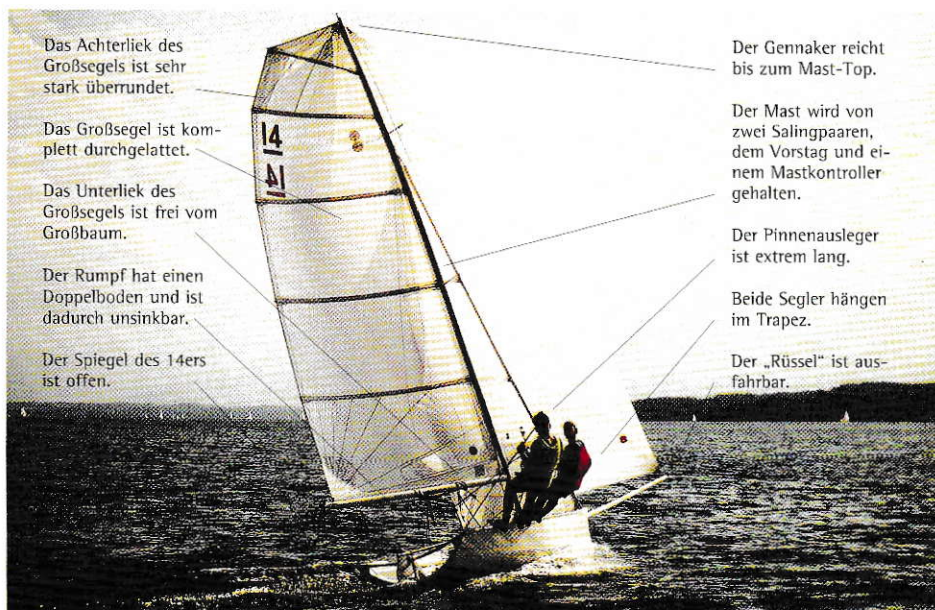 Das Achterliek des
Großsegels ist sehr
stark überrundet.
Das Großsegel ist kom-
plett durchgelattet.
Das Unterliek des
Großsegels ist frei vom
Großbaum.
Der Rumpf hat einen
Doppelboden und ist
dadurch unsinkbar.
Der Spiegel des 14ers
ist offen.
14
14
Der Gennaker reicht
bis zum Mast-Top.
Der Mast wird von
zwei Salingpaaren,
dem Vorstag und ei-
nem Mastkontroller
gehalten.
Der Pinnenausleger
ist extrem lang.
Beide Segler hängen
im Trapez.
Der „Rüssel“ ist aus-
fahrbar.